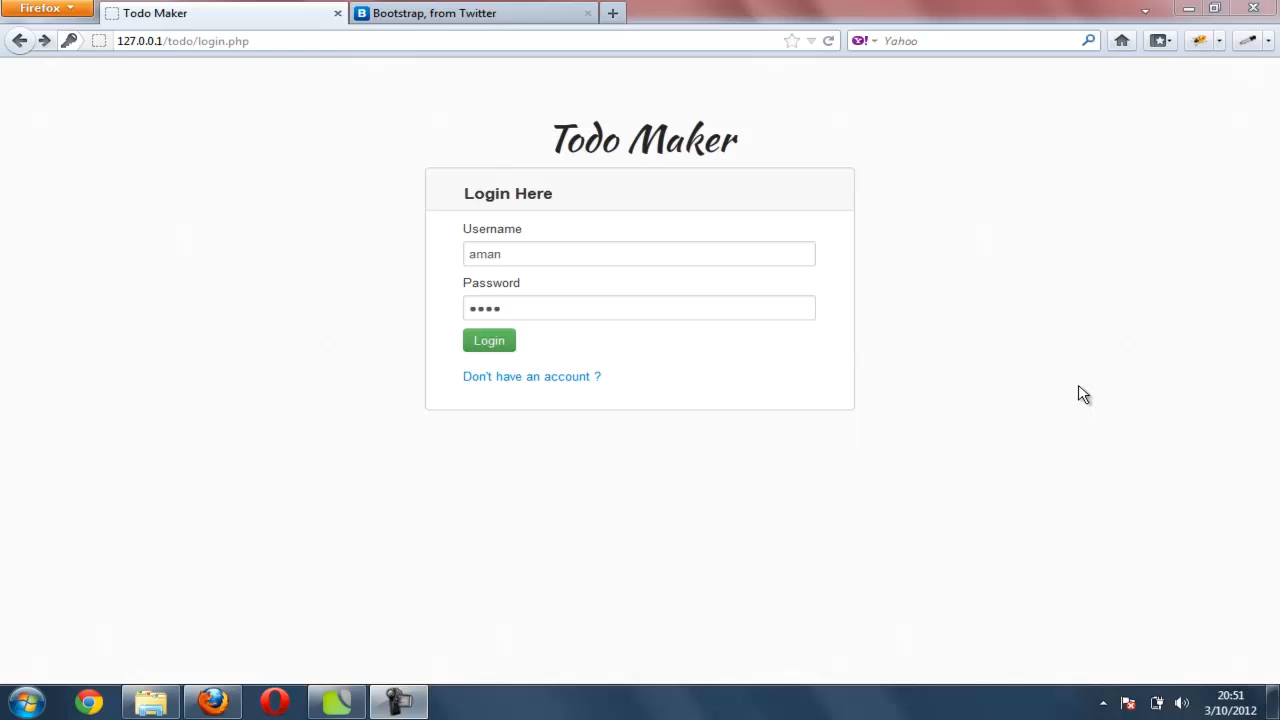 Firefox
Todo Maker
Bootstrap, from Twitter
127.0.0.1/todo/login.php
Yahoo
Todo Maker
Login Here
Username
aman
Password
Login
Don't have an account ?
20:51
3/10/2012